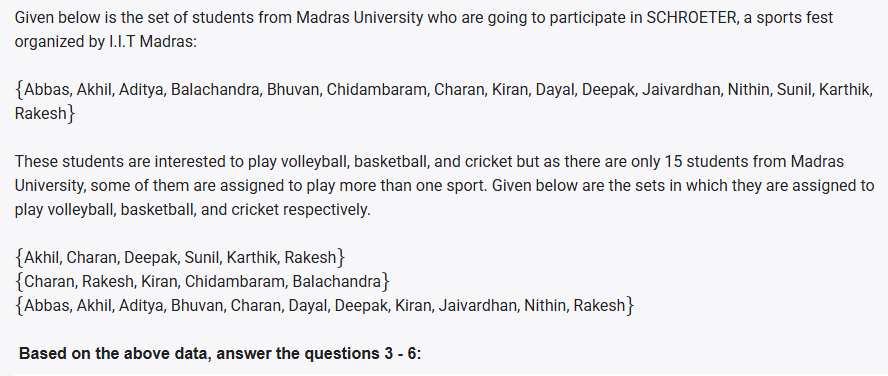 Given below is the set of students from Madras University who are going to participate in SCHROETER, a sports fest
organized by I.I.T Madras:
{Abbas, Akhil, Aditya, Balachandra, Bhuvan, Chidambaram, Charan, Kiran, Dayal, Deepak, Jaivardhan, Nithin, Sunil, Karthik,
Rakesh}
These students are interested to play volleyball, basketball, and cricket but as there are only 15 students from Madras
University, some of them are assigned to play more than one sport. Given below are the sets in which they are assigned to
play volleyball, basketball, and cricket respectively.
{Akhil, Charan, Deepak, Sunil, Karthik, Rakesh}
{Charan, Rakesh, Kiran, Chidambaram, Balachandra}
{Abbas, Akhil, Aditya, Bhuvan, Charan, Dayal, Deepak, Kiran, Jaivardhan, Nithin, Rakesh}
Based on the above data, answer the questions 3 - 6: